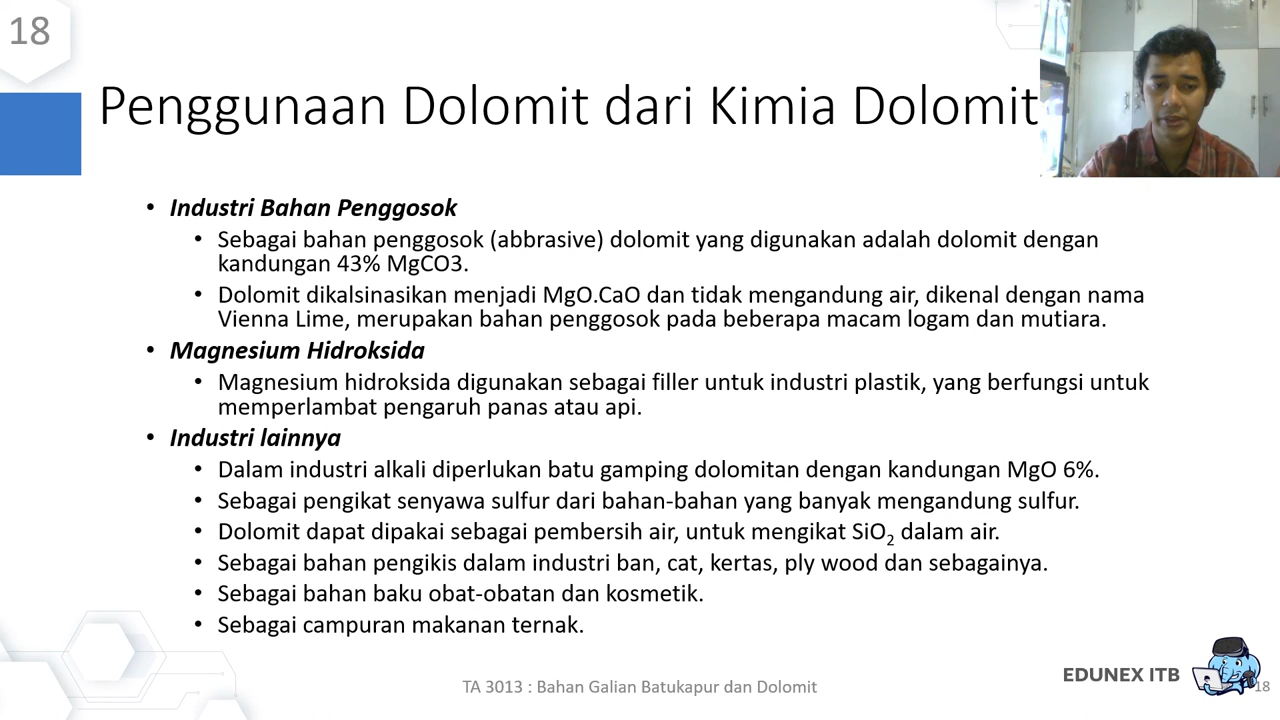 18
Penggunaan Dolomit dari Kimia Dolomit
• Industri Bahan Penggosok
• Sebagai bahan penggosok (abbrasive) dolomit yang digunakan adalah dolomit dengan
kandungan 43% MgCO3.
• Dolomit dikalsinasikan menjadi MgO.CaO dan tidak mengandung air, dikenal dengan nama
Vienna Lime, merupakan bahan penggosok pada beberapa macam logam dan mutiara.
• Magnesium Hidroksida
• Magnesium hidroksida digunakan sebagai filler untuk industri plastik, yang berfungsi untuk
memperlambat pengaruh panas atau api.
• Industri lainnya
• Dalam industri alkali diperlukan batu gamping dolomitan dengan kandungan MgO 6%.
• Sebagai pengikat senyawa sulfur dari bahan-bahan yang banyak mengandung sulfur.
• Dolomit dapat dipakai sebagai pembersih air, untuk mengikat SiO₂ dalam air.
• Sebagai bahan pengikis dalam industri ban, cat, kertas, ply wood dan sebagainya.
• Sebagai bahan baku obat-obatan dan kosmetik.
• Sebagai campuran makanan ternak.
TA 3013 : Bahan Galian Batukapur dan Dolomit
EDUNEX ITB
18